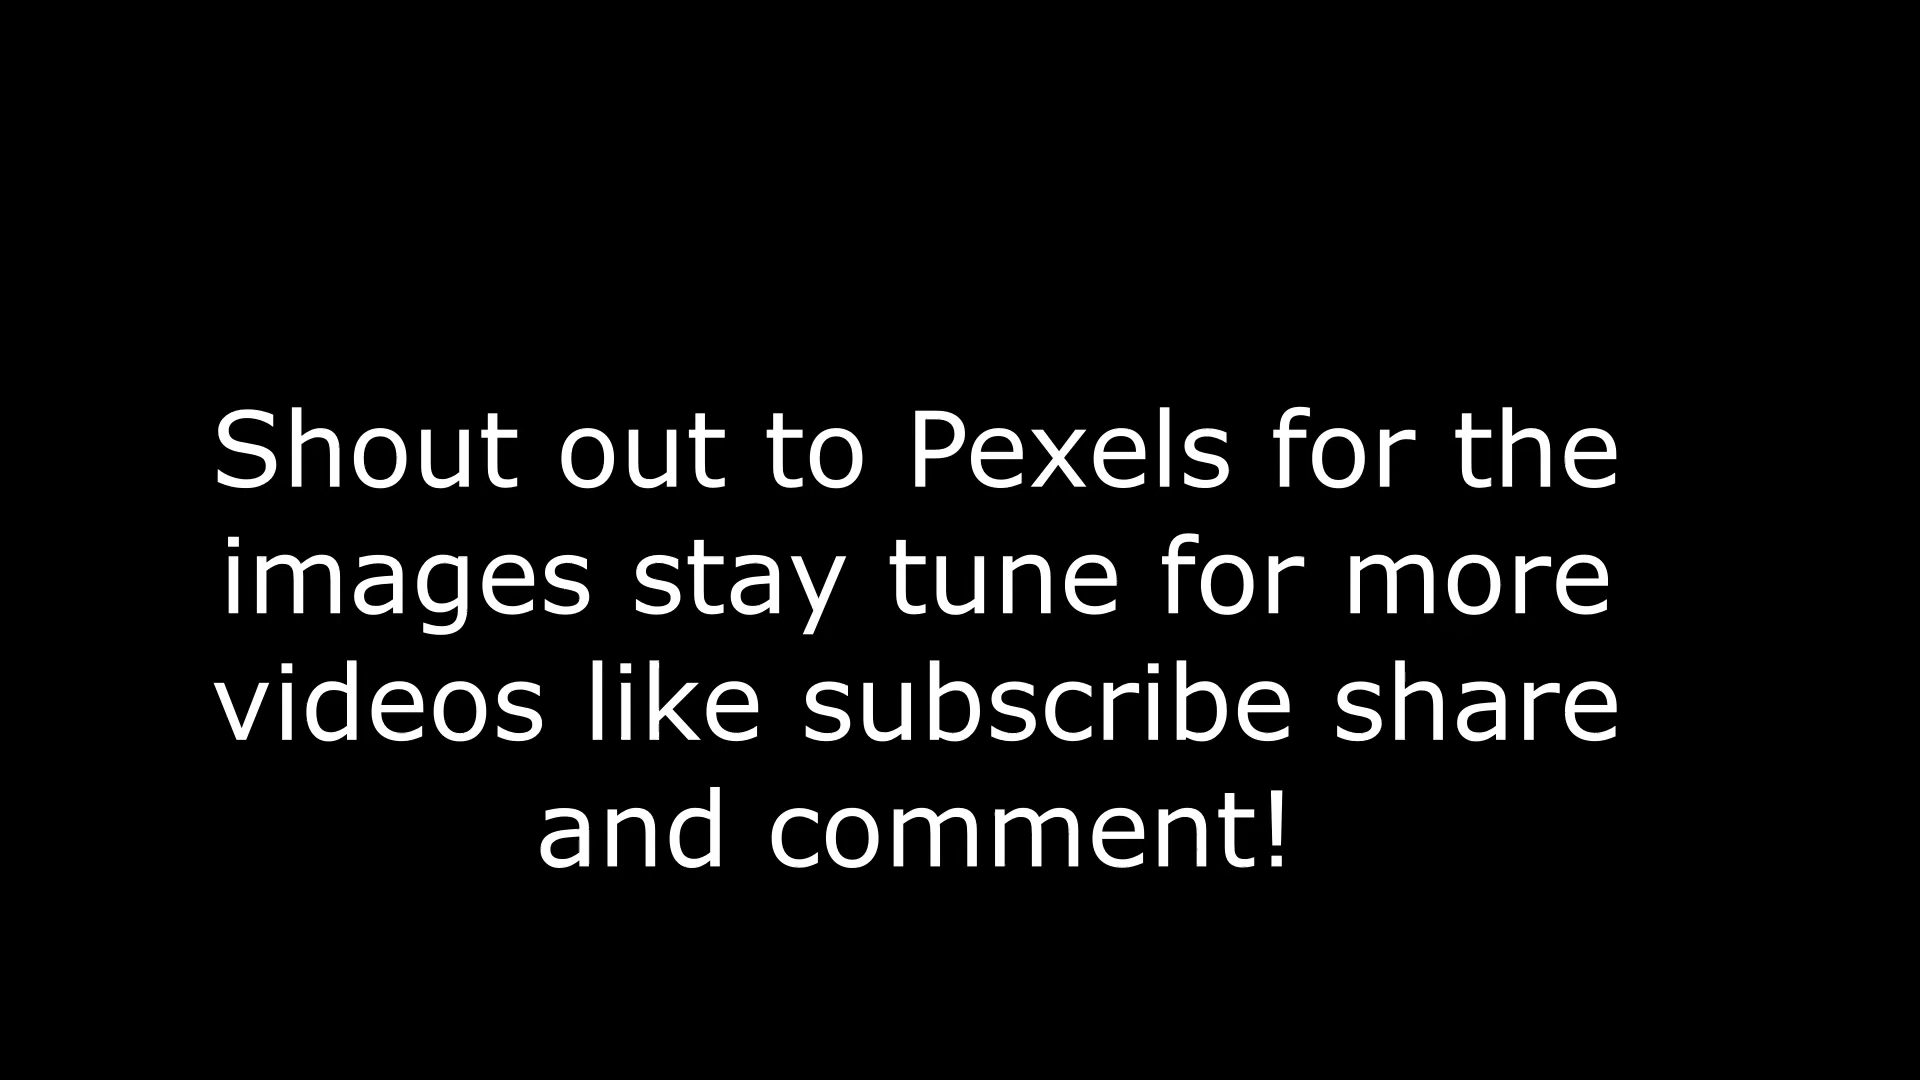 Shout out to Pexels for the
images stay tune for more
videos like subscribe share
and comment!